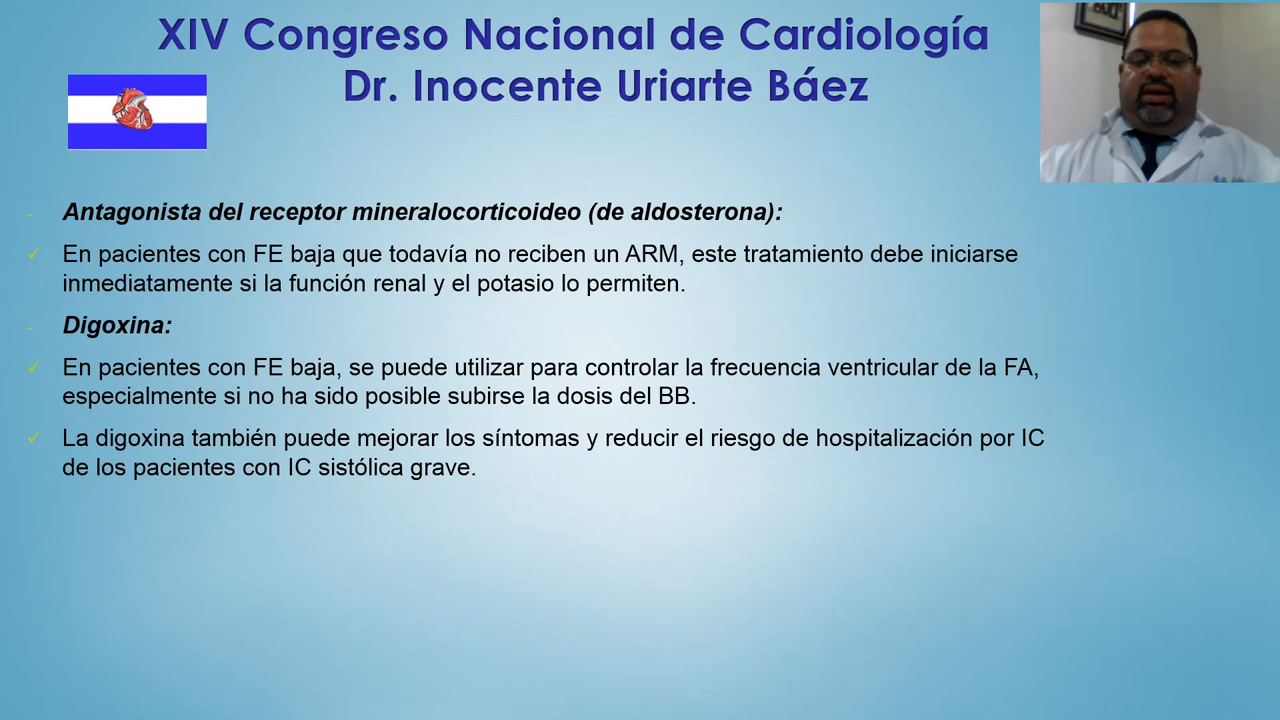 XIV Congreso Nacional de Cardiología
Dr. Inocente Uriarte Báez
- Antagonista del receptor mineralocorticoideo (de aldosterona):
✓ En pacientes con FE baja que todavía no reciben un ARM, este tratamiento debe iniciarse
inmediatamente si la función renal y el potasio lo permiten.
- Digoxina:
✓ En pacientes con FE baja, se puede utilizar para controlar la frecuencia ventricular de la FA,
especialmente si no ha sido posible subirse la dosis del BB.
✓ La digoxina también puede mejorar los síntomas y reducir el riesgo de hospitalización por IC
de los pacientes con IC sistólica grave.